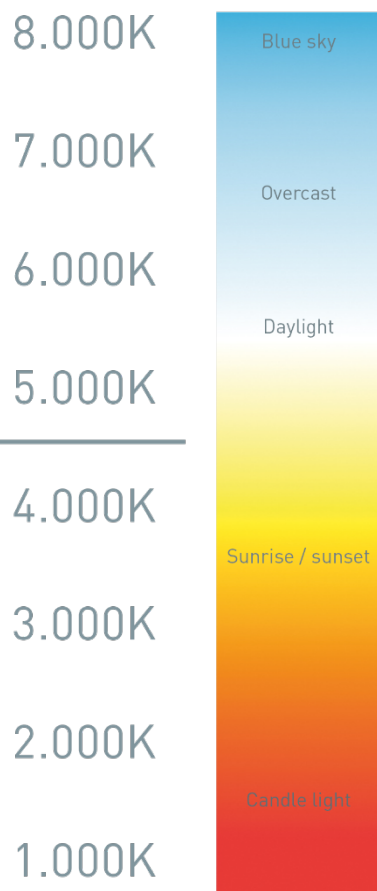 8.000K
Blue sky
7.000K
Overcast
6.000K
Daylight
5.000K
4.000K
Sunrise / sunset
3.000K
2.000K
Candle light
1.000K